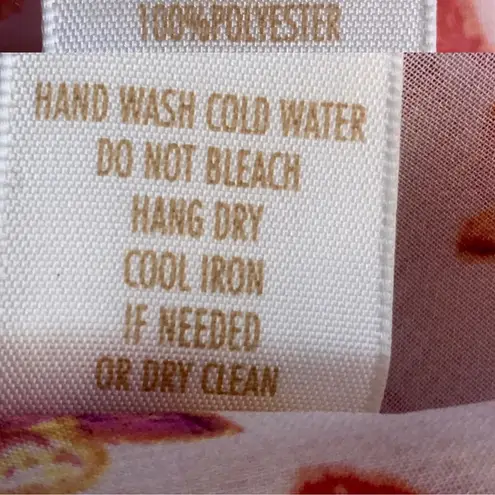 100%POLYESTER
HAND WASH COLD WATER
DO NOT BLEACH
HANG DRY
COOL IRON
IF NEEDED
OR DRY CLEAN